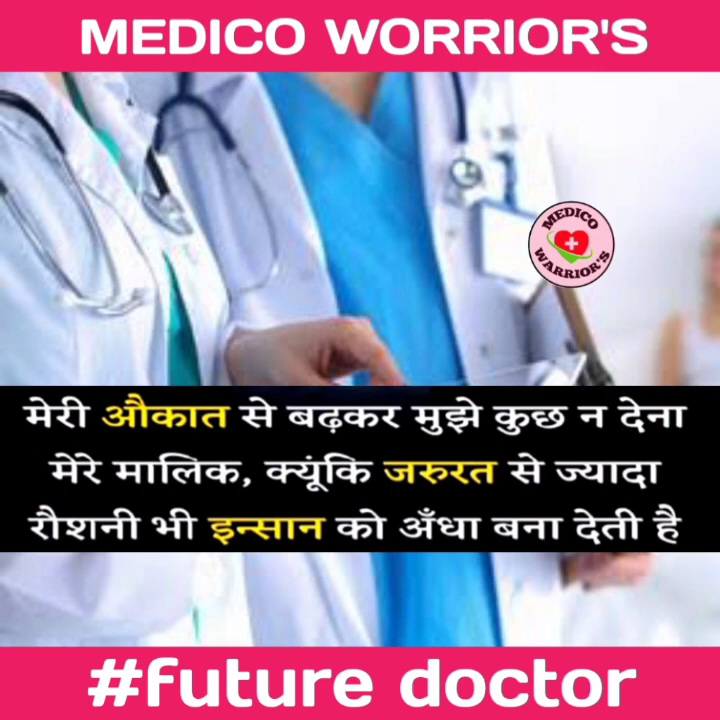 MEDICO WORRIOR'S
MEDICO
WARRIOR'S
मेरी औकात से बढ़कर मुझे कुछ न देना
मेरे मालिक, क्यूंकि जरुरत से ज्यादा
रौशनी भी इन्सान को अँधा बना देती है
#future doctor